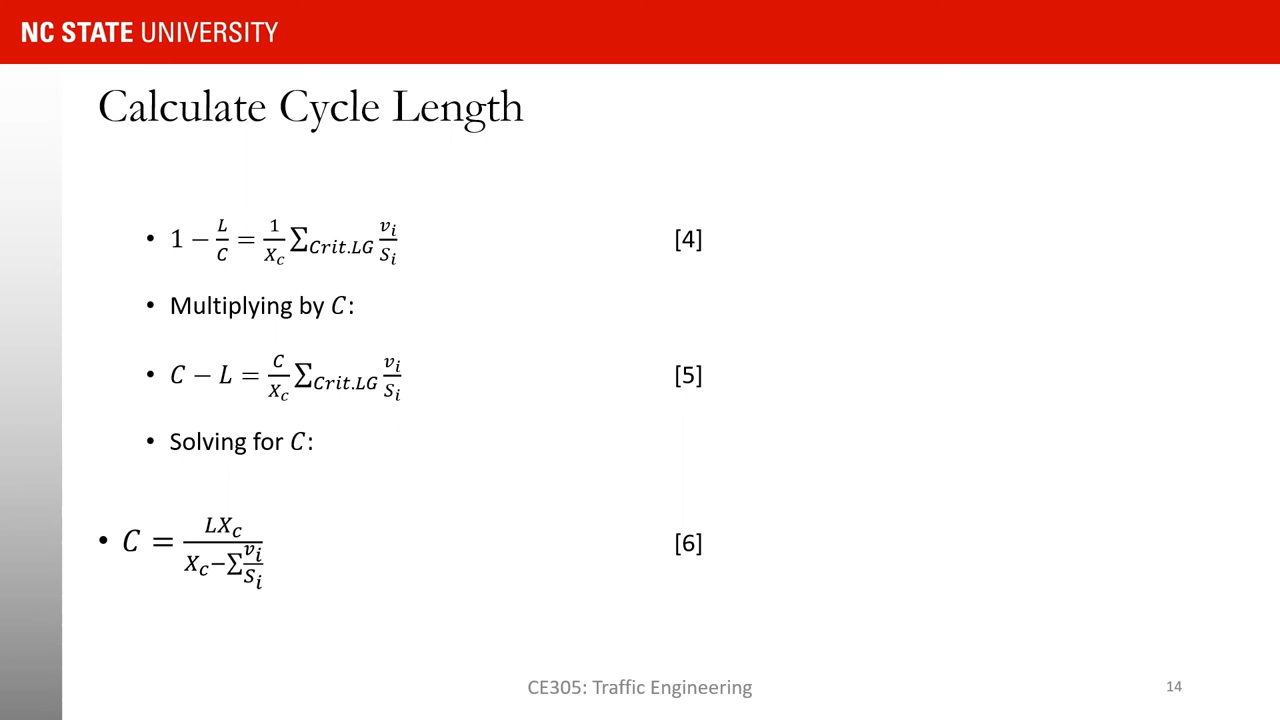 NC STATE UNIVERSITY
Calculate Cycle Length
• 1 − L/C = 1/X_c ∑_{Crit.LG} v_i/S_i [4]
• Multiplying by C:
• C − L = C/X_c ∑_{Crit.LG} v_i/S_i [5]
• Solving for C:
• C = LX_c/(X_c−∑ v_i/S_i) [6]
CE305: Traffic Engineering 14